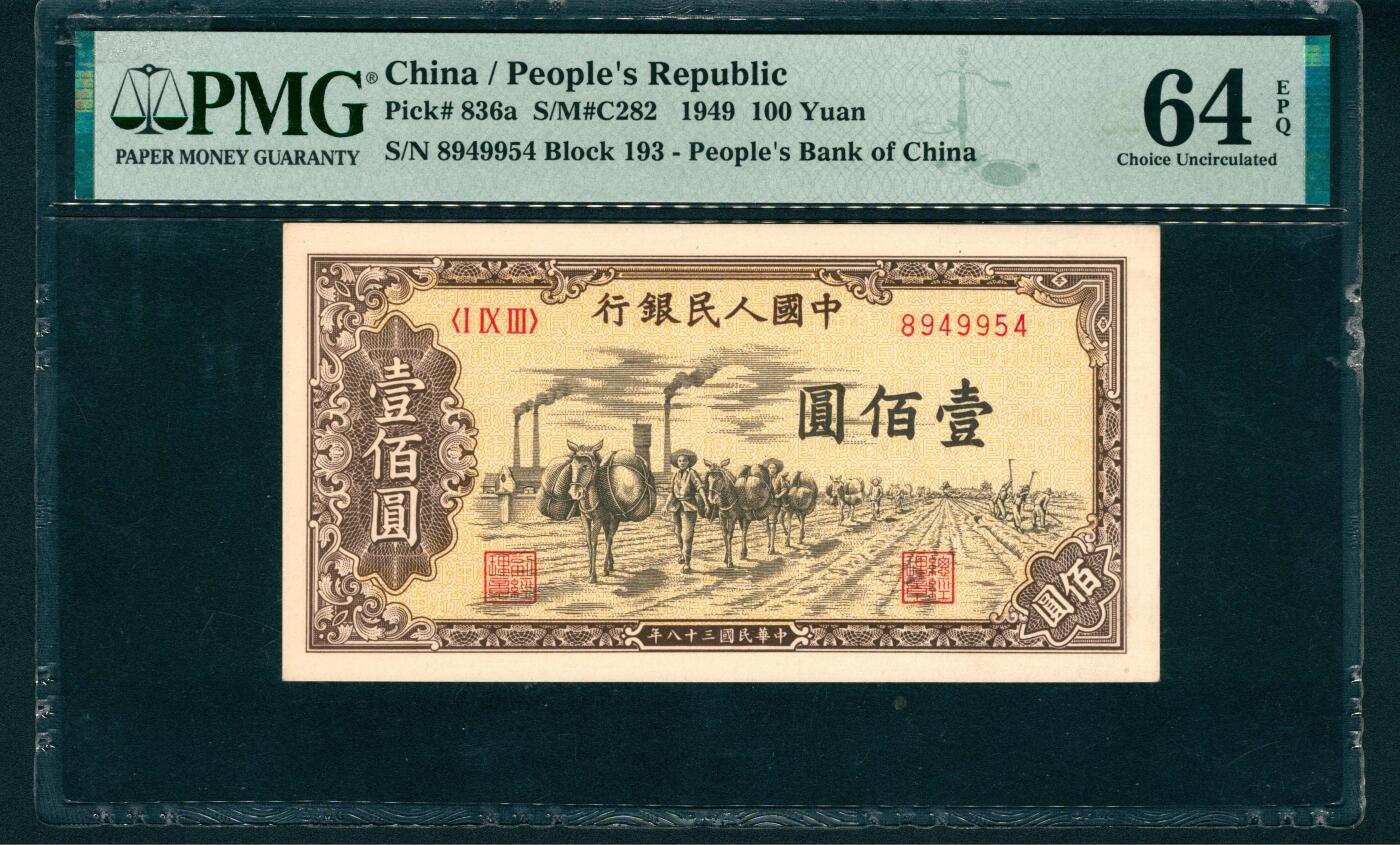 PMG®
PAPER MONEY GUARANTY
China / People's Republic
Pick# 836a S/M#C282 1949 100 Yuan
S/N 8949954 Block 193 - People's Bank of China
64 EPQ
Choice Uncirculated
行銀民人國中
〈I IX III〉
8949954
圓佰壹
壹佰圓
佰圓
年八十三國民華中